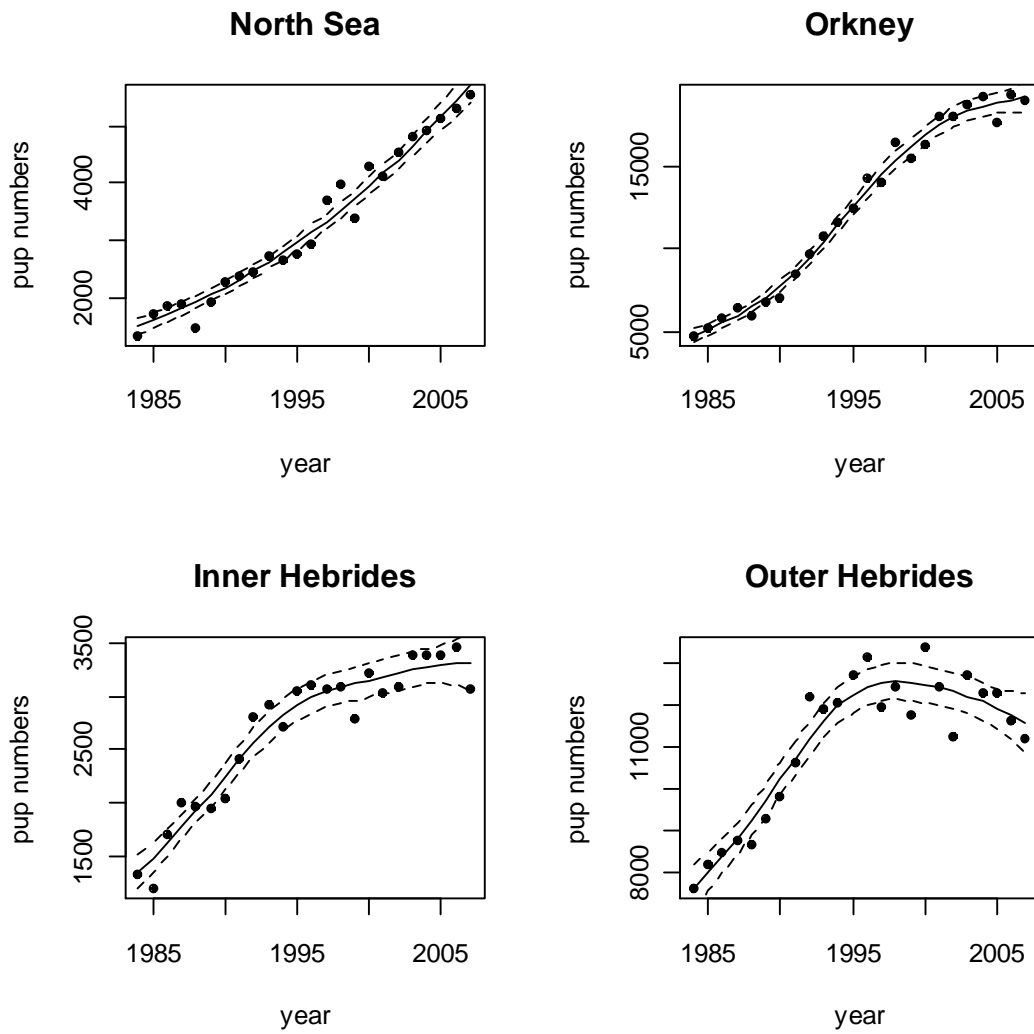 North Sea
pup numbers
2000
4000
1985
1995
2005
year
Orkney
pup numbers
5000
15000
1985
1995
2005
year
Inner Hebrides
pup numbers
1500
2500
3500
1985
1995
2005
year
Outer Hebrides
pup numbers
8000
11000
1985
1995
2005
year